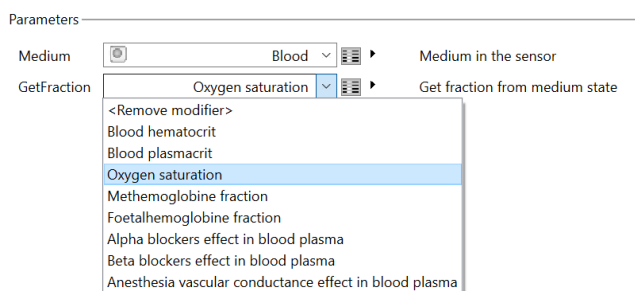 Parameters
Medium Blood Medium in the sensor
GetFraction Oxygen saturation Get fraction from medium state
<Remove modifier>
Blood hematocrit
Blood plasmacrit
Oxygen saturation
Methemoglobine fraction
Foetalhemoglobine fraction
Alpha blockers effect in blood plasma
Beta blockers effect in blood plasma
Anesthesia vascular conductance effect in blood plasma